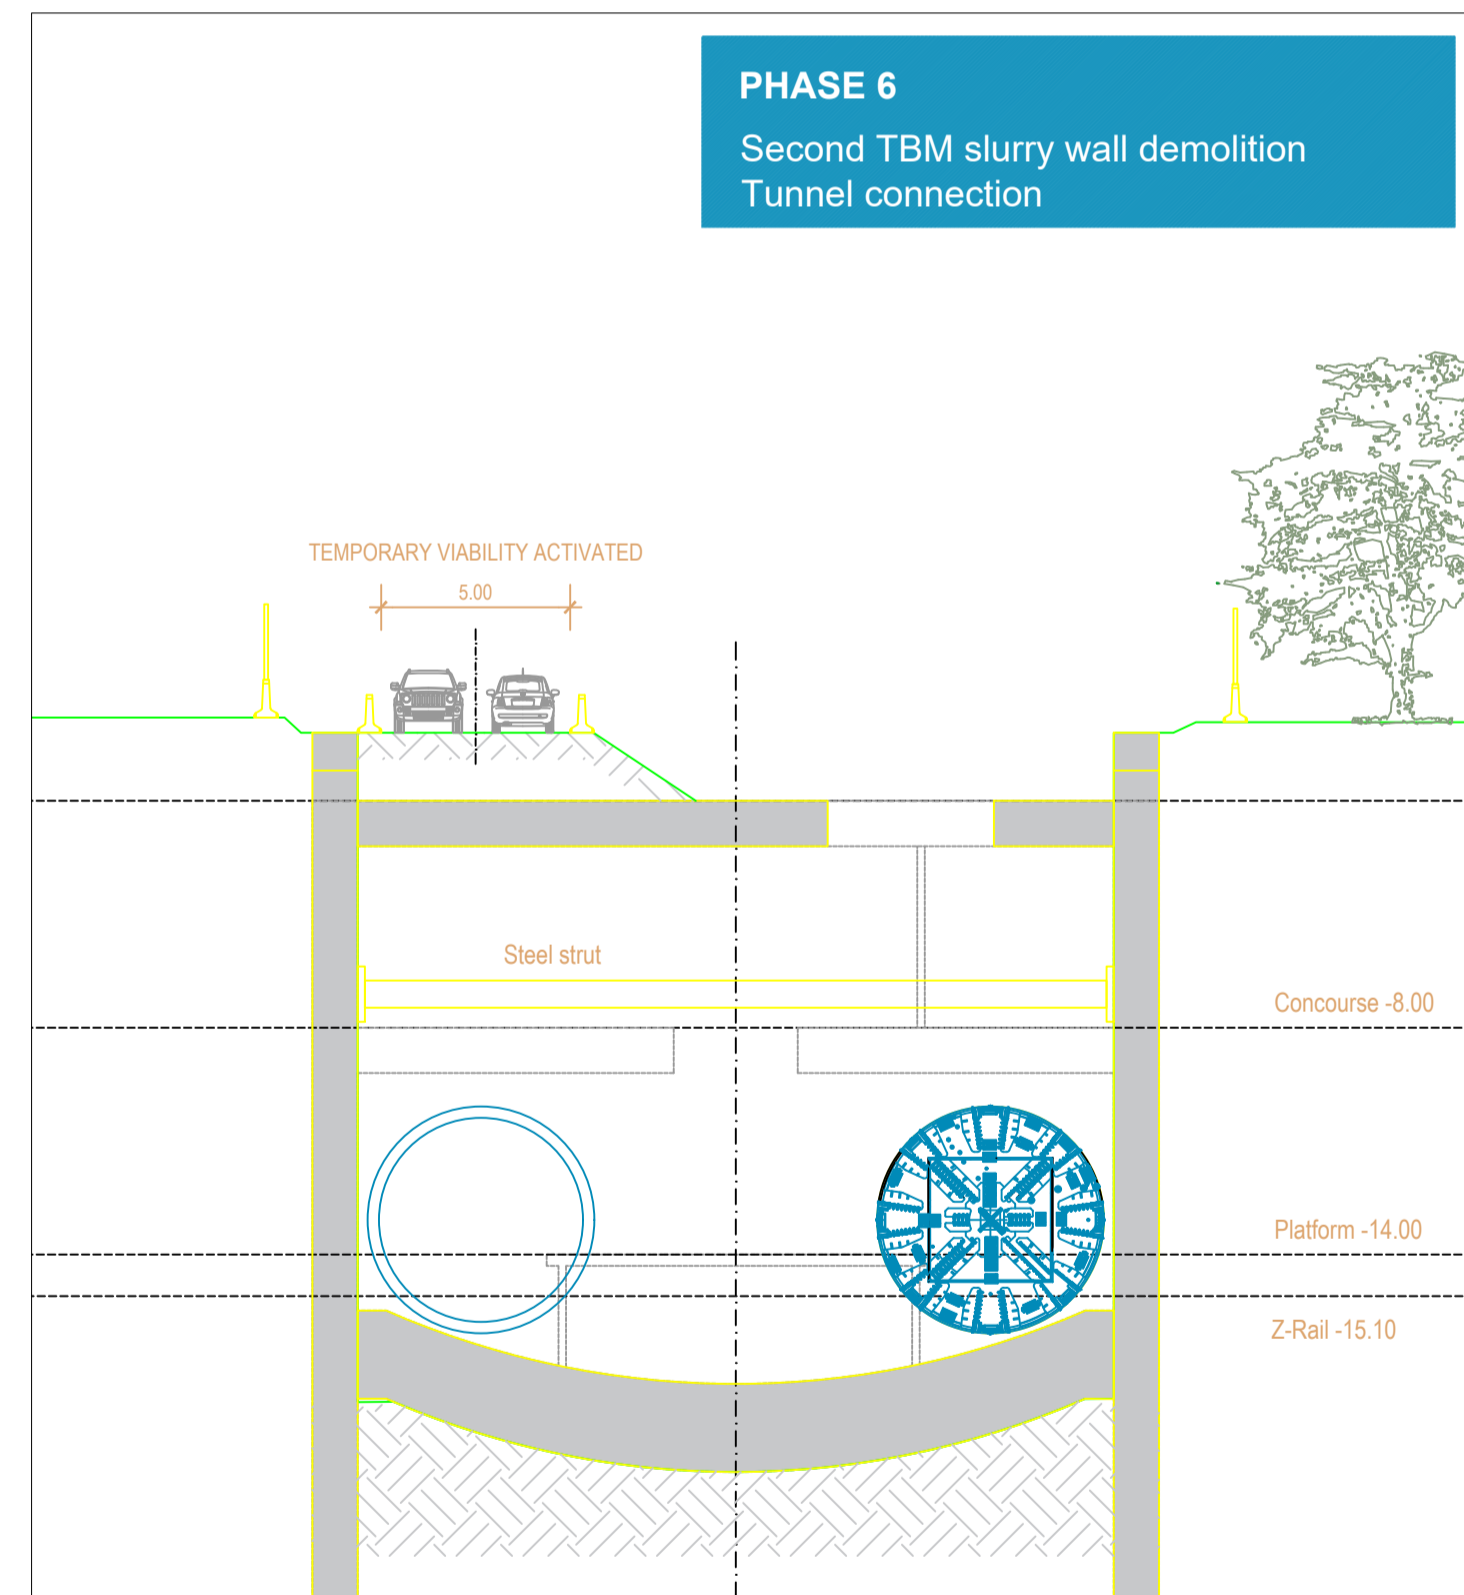 PHASE 6
Second TBM slurry wall demolition
Tunnel connection
TEMPORARY VIABILITY ACTIVATED
5.00
Steel strut
Concourse -8.00
Platform -14.00
Z-Rail -15.10